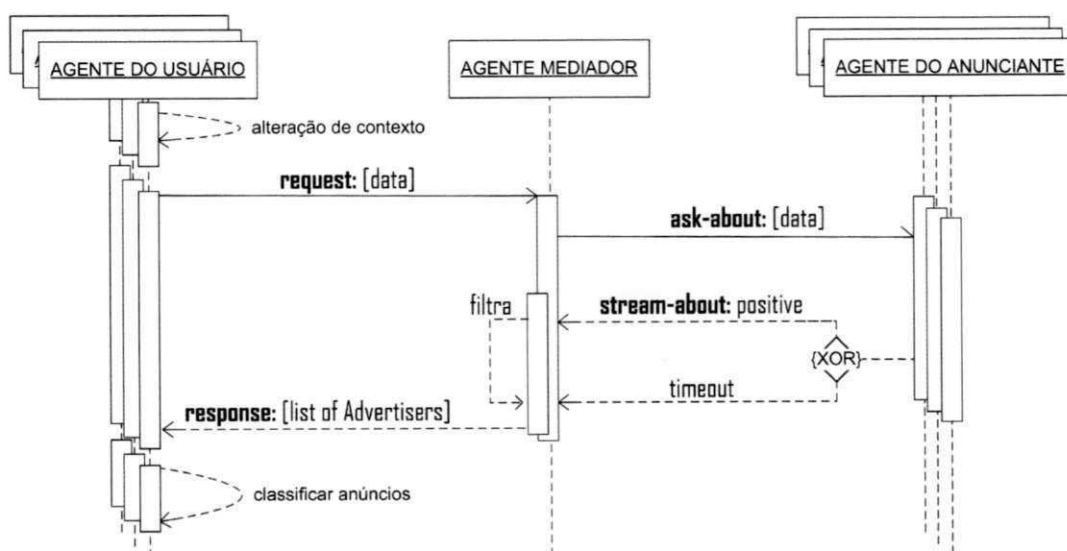 AGENTE DO USUÁRIO
AGENTE MEDIADOR
AGENTE DO ANUNCIANTE
alteração de contexto
request: [data]
ask-about: [data]
filtra
stream-about: positive
{XOR}
timeout
response: [list of Advertisers]
classificar anúncios